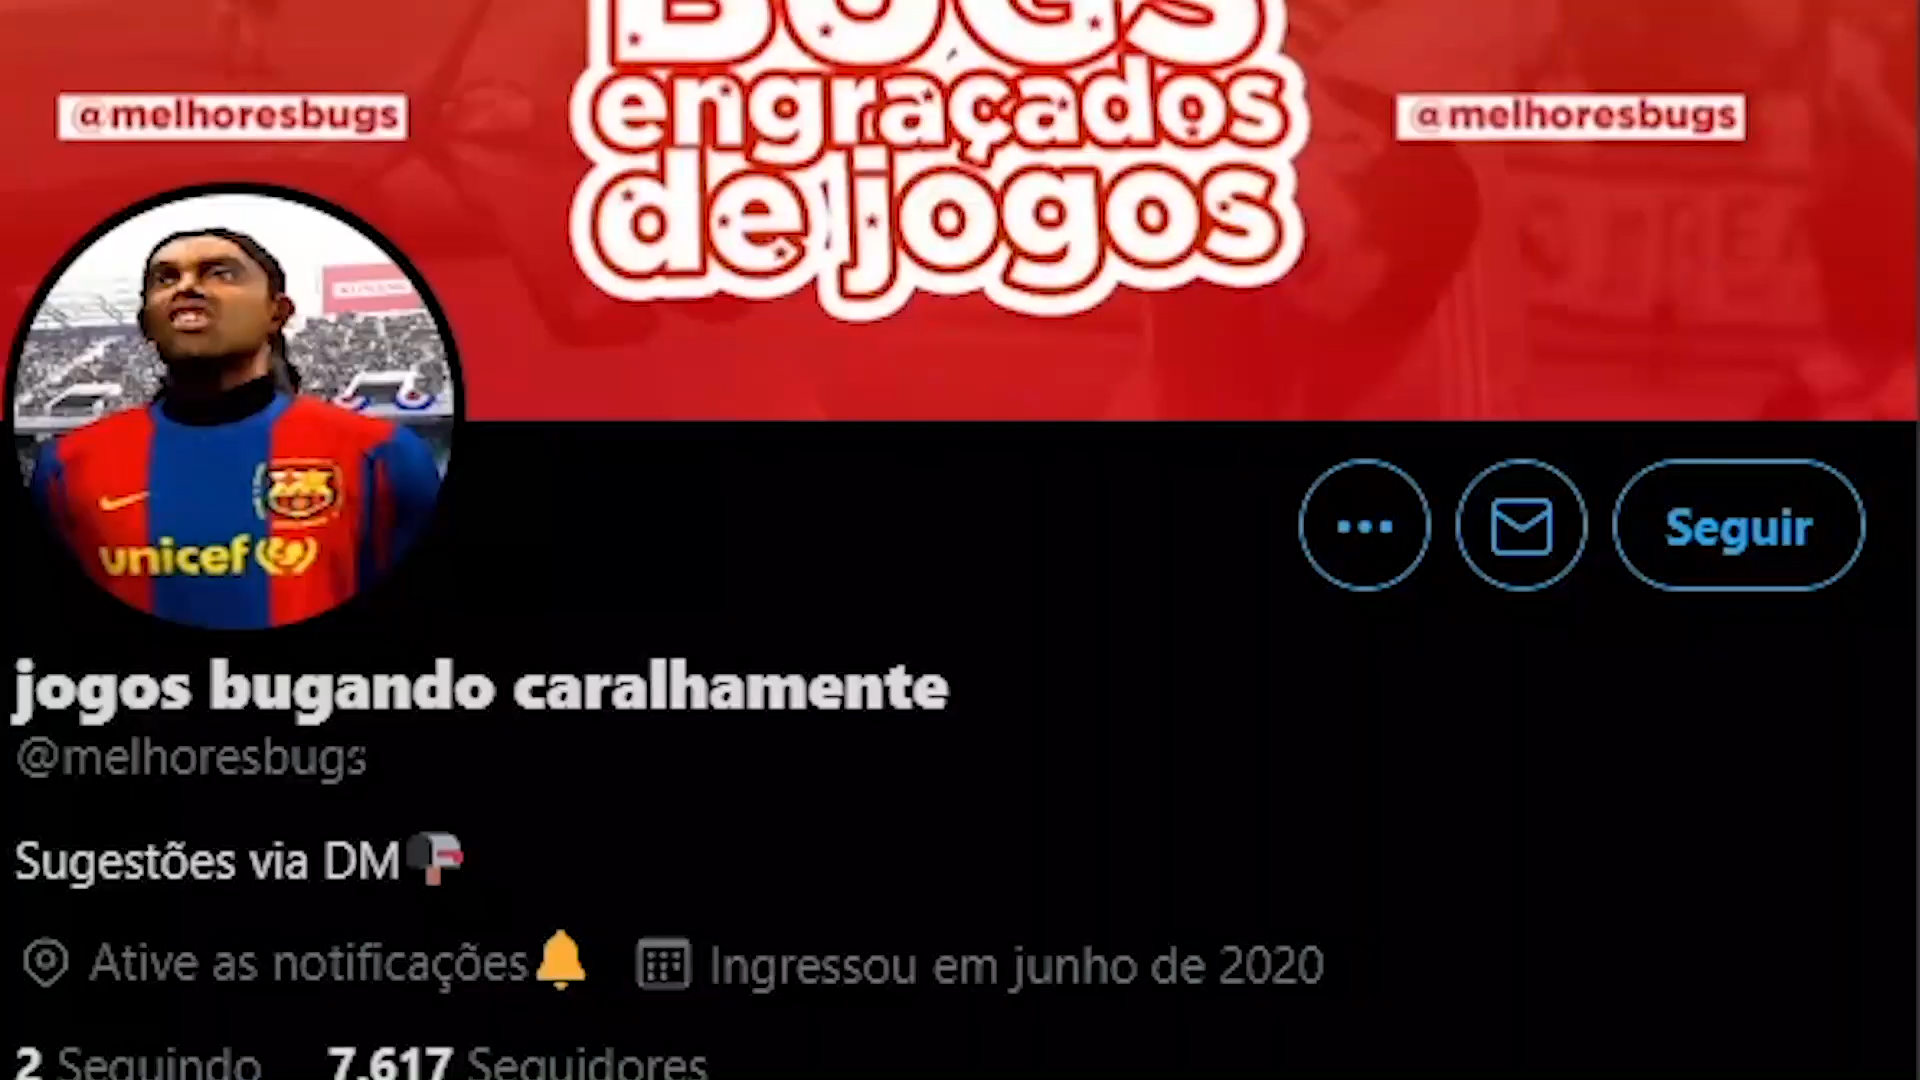 BUGS
engraçados
de jogos
@melhoresbugs
@melhoresbugs
unicef
Seguir
jogos bugando caralhamente
@melhoresbugs
Sugestões via DM
Ative as notificações
Ingressou em junho de 2020
2 Seguindo 7.617 Seguidores